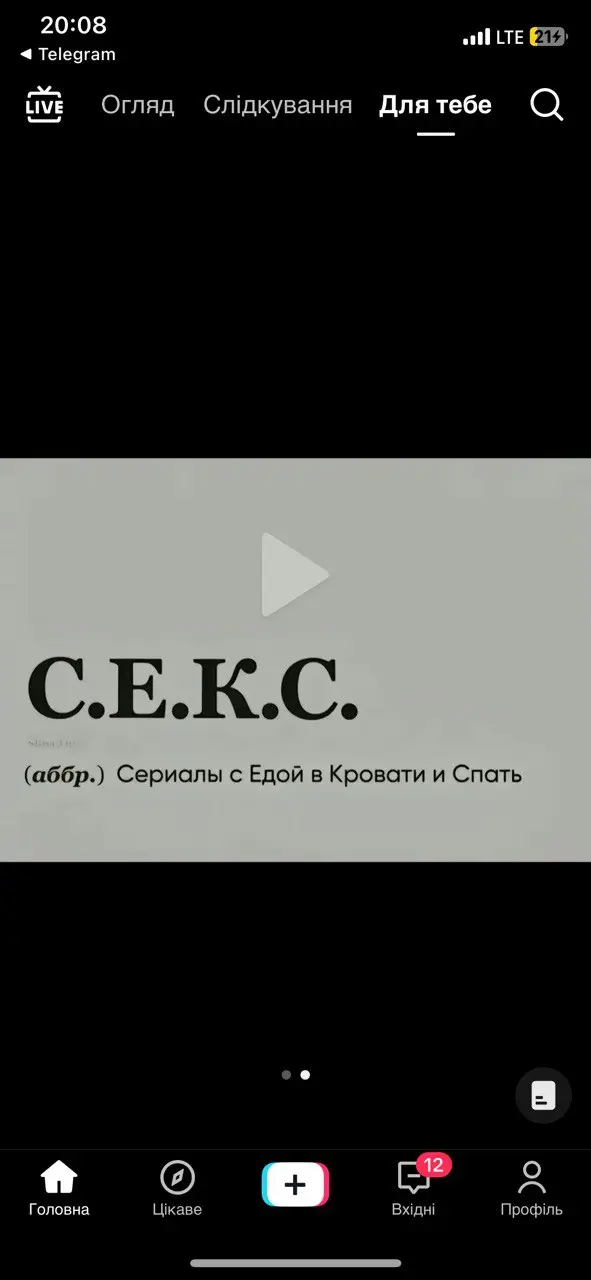 20:08
LTE 21
◀ Telegram
LIVE Огляд Слідкування Для тебе
С.Е.К.С.
(аббр.) Сериалы с Едой в Кровати и Спать
12
Головна Цікаве Вхідні Профіль